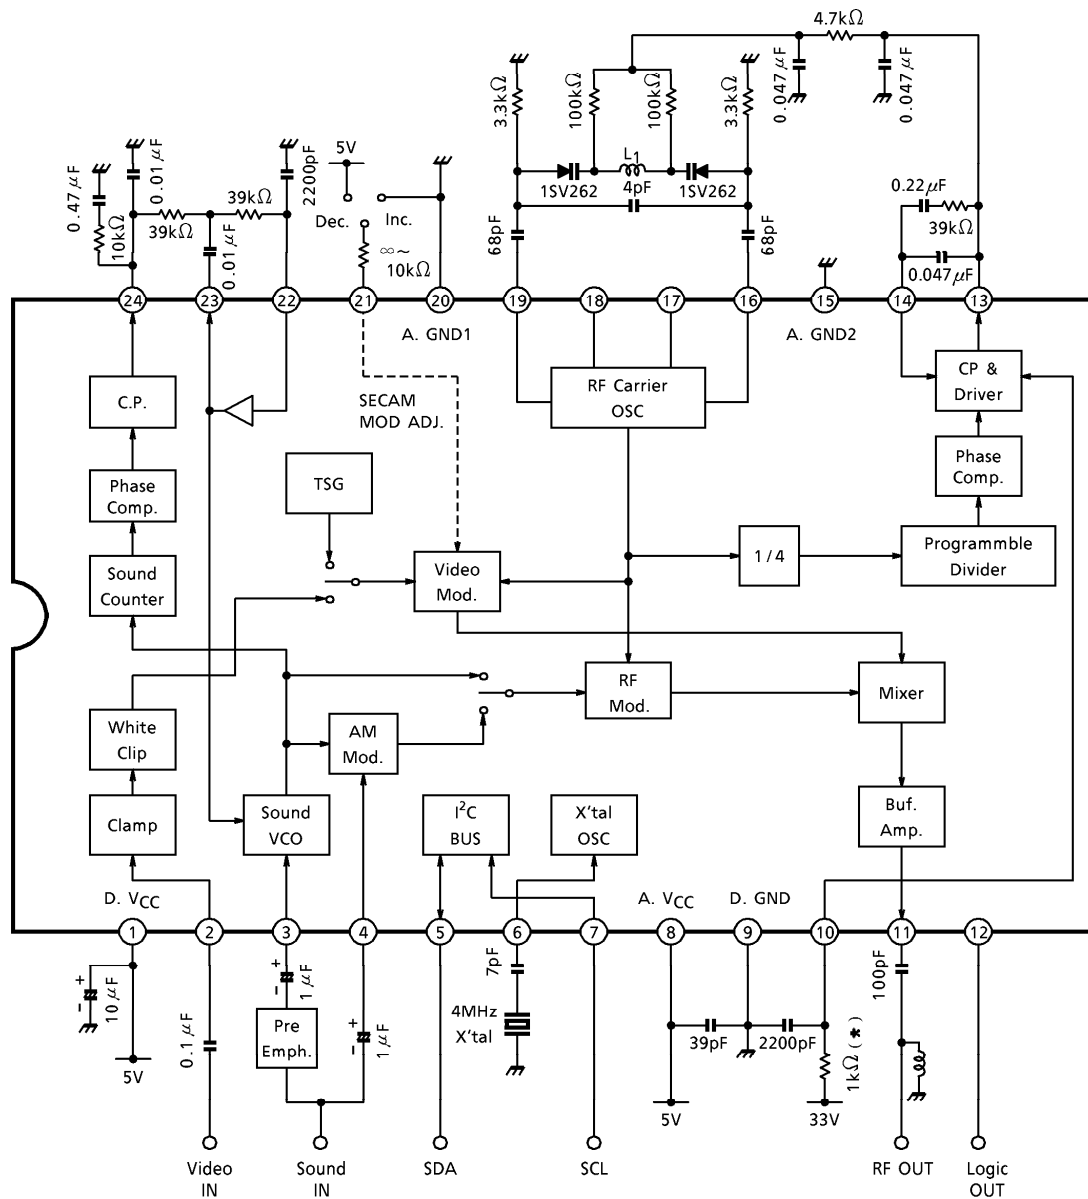 4.7kΩ
0.047μF
0.047μF
3.3kΩ
100kΩ
100kΩ
3.3kΩ
L1
1SV262
4pF
1SV262
68pF
68pF
0.47μF
10kΩ
0.01μF
39kΩ
39kΩ
0.01μF
2200pF
5V
Dec.
Inc.
∞~
10kΩ
0.22μF
39kΩ
0.047μF
24
23
22
21
20
19
18
17
16
15
14
13
A. GND1
A. GND2
C.P.
SECAM
MOD ADJ.
RF Carrier
OSC
CP &
Driver
Phase
Comp.
TSG
Phase
Comp.
Sound
Counter
Video
Mod.
1/4
Programmble
Divider
White
Clip
AM
Mod.
RF
Mod.
Mixer
Clamp
Sound
VCO
I2C
BUS
X'tal
OSC
Buf.
Amp.
D. VCC
A. VCC
D. GND
1
2
3
4
5
6
7
8
9
10
11
12
+
-
10μF
5V
0.1μF
+
-
1μF
Pre
Emph.
+
-
1μF
7pF
4MHz
X'tal
39pF
2200pF
5V
1kΩ(*)
33V
100pF
Video
IN
Sound
IN
SDA
SCL
RF OUT
Logic
OUT